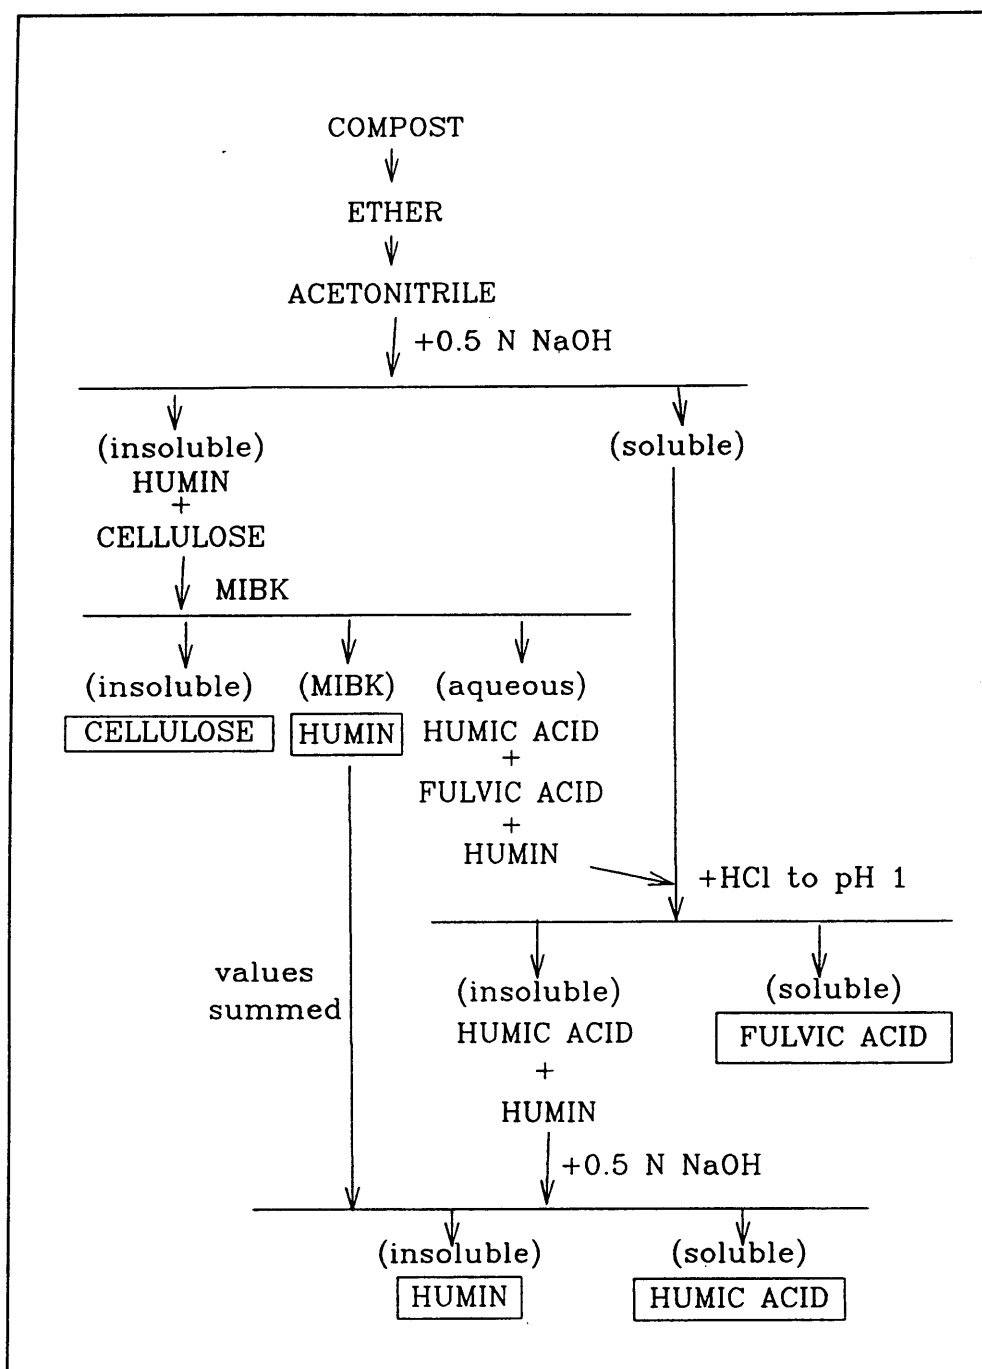 COMPOST
ETHER
ACETONITRILE
+0.5 N NaOH
(insoluble)
HUMIN
+
CELLULOSE
(soluble)
MIBK
(insoluble)
CELLULOSE
(MIBK)
HUMIN
(aqueous)
HUMIC ACID
+
FULVIC ACID
+
HUMIN
+HCl to pH 1
values
summed
(insoluble)
HUMIC ACID
+
HUMIN
(soluble)
FULVIC ACID
+0.5 N NaOH
(insoluble)
HUMIN
(soluble)
HUMIC ACID